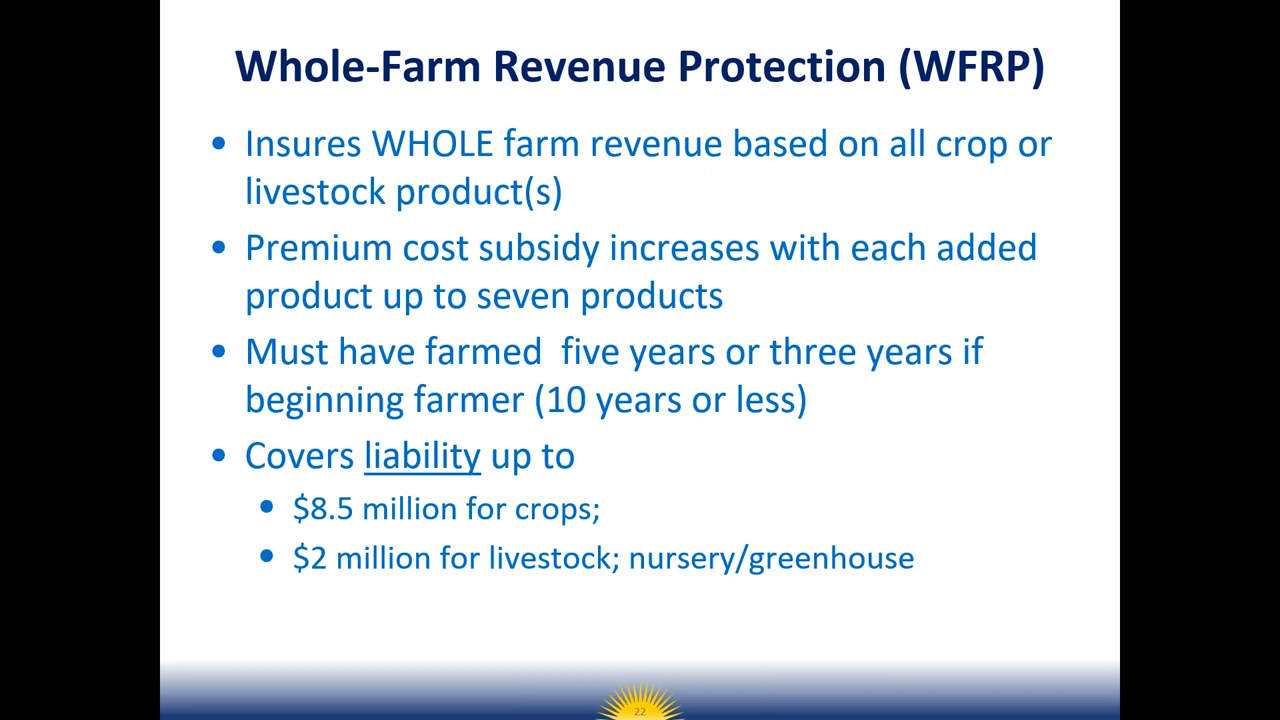 Whole-Farm Revenue Protection (WFRP)
• Insures WHOLE farm revenue based on all crop or
livestock product(s)
• Premium cost subsidy increases with each added
product up to seven products
• Must have farmed  five years or three years if
beginning farmer (10 years or less)
• Covers liability up to
• $8.5 million for crops;
• $2 million for livestock; nursery/greenhouse
22